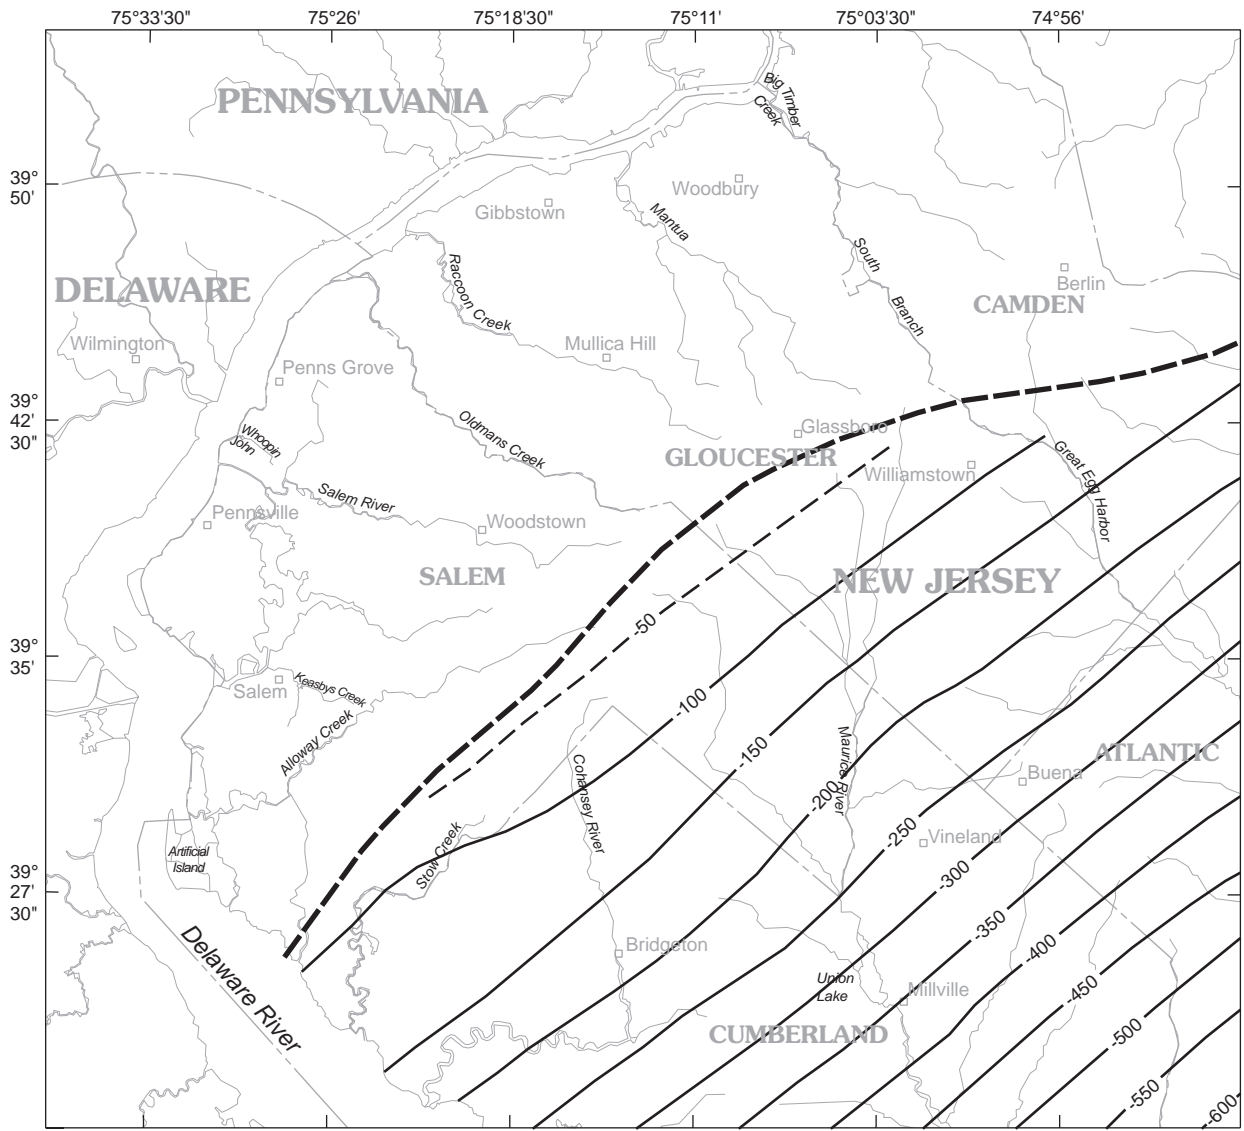 75°33'30" 75°26' 75°18'30" 75°11' 75°03'30" 74°56'
Big Timber
Creek
PENNSYLVANIA
39°
50'
Woodbury
Gibbstown
Mantua
South
Raccoon Creek
Berlin
DELAWARE
CAMDEN
Branch
Wilmington
Mullica Hill
Penns Grove
39°
42'
30"
Whoopin
John
Oldmans Creek
Glassboro
GLOUCESTER
Williamstown
Great Egg Harbor
Salem River
Pennsville
Woodstown
SALEM
NEW JERSEY
-50
39°
35'
Salem
Keasbys Creek
Alloway Creek
-100
-150
Maurice River
ATLANTIC
Cohansey River
Buena
-200
-250
Vineland
Stow Creek
Artificial
Island
39°
27'
30"
-300
-350
-400
Delaware River
Bridgeton
Union
Lake
Millville
-450
CUMBERLAND
-500
-550
-600